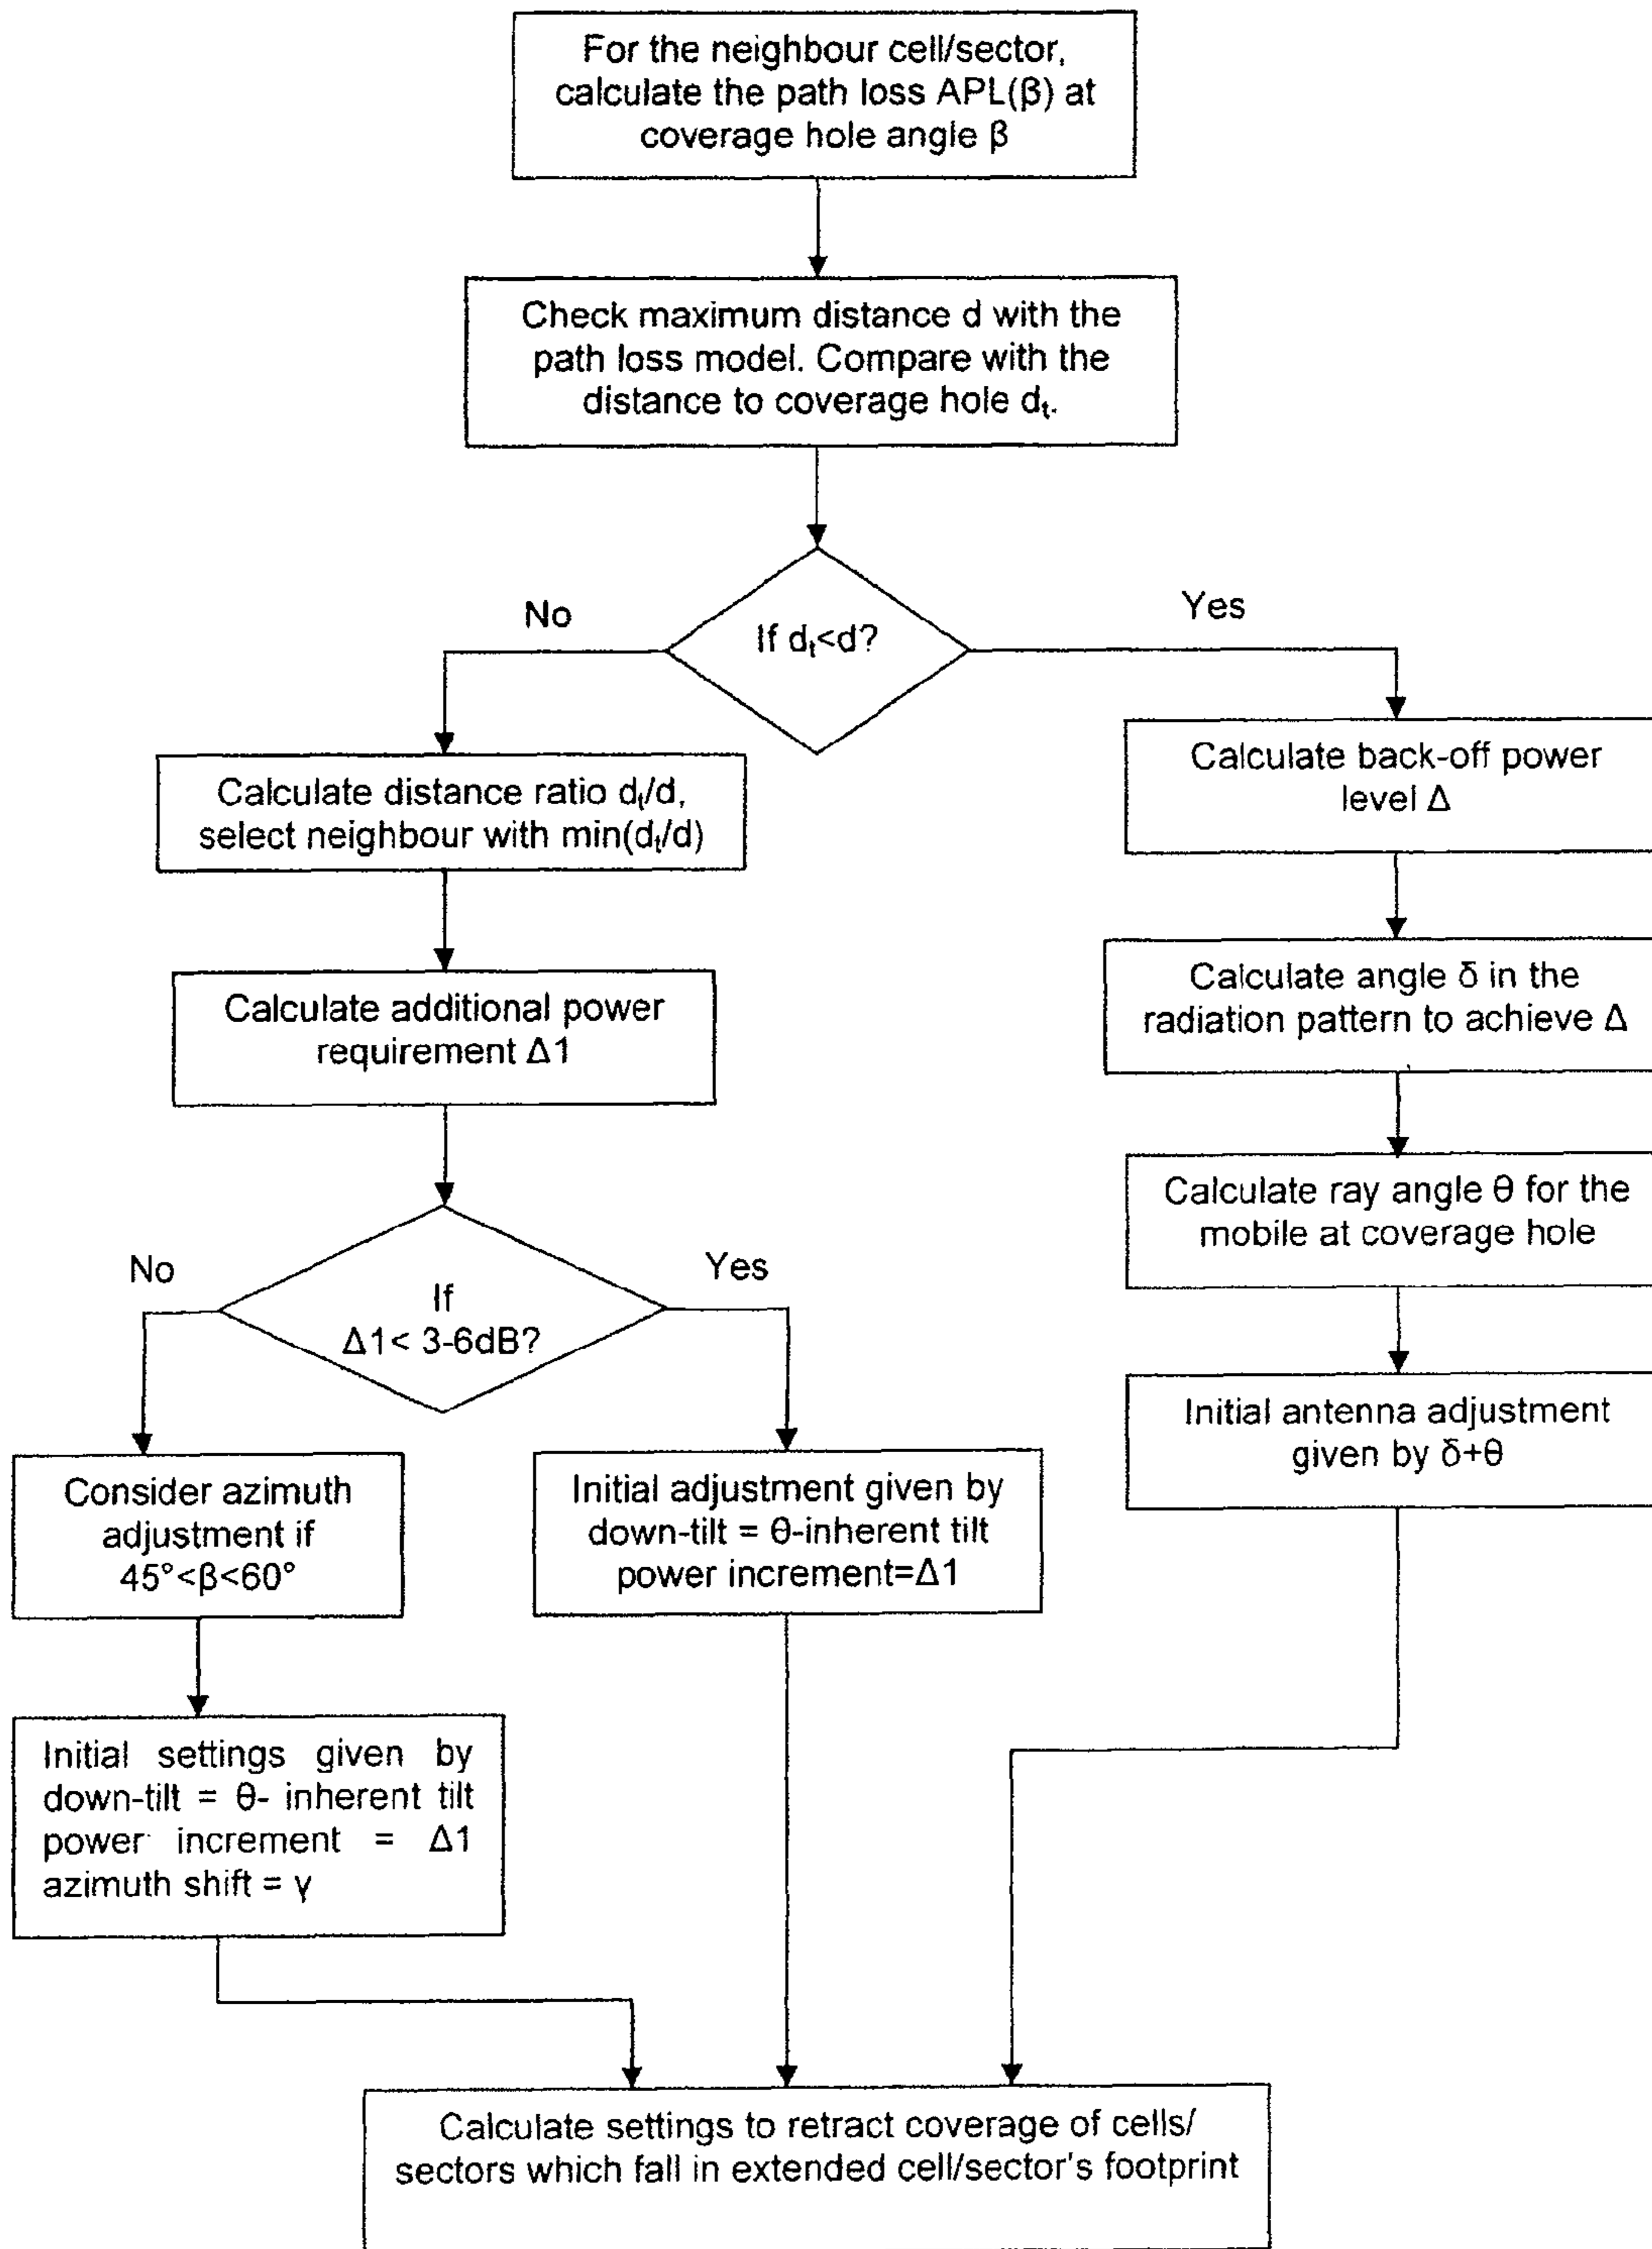 For the neighbour cell/sector,
calculate the path loss APL(β) at
coverage hole angle β
Check maximum distance d with the
path loss model. Compare with the
distance to coverage hole dₜ.
If dₜ<d?
No
Yes
Calculate distance ratio dₜ/d,
select neighbour with min(dₜ/d)
Calculate back-off power
level Δ
Calculate additional power
requirement Δ1
Calculate angle δ in the
radiation pattern to achieve Δ
Calculate ray angle θ for the
mobile at coverage hole
If
Δ1< 3-6dB?
No
Yes
Initial antenna adjustment
given by δ+θ
Consider azimuth
adjustment if
45°<β<60°
Initial adjustment given by
down-tilt = θ-inherent tilt
power increment=Δ1
Initial settings given by
down-tilt = θ- inherent tilt
power increment = Δ1
azimuth shift = γ
Calculate settings to retract coverage of cells/
sectors which fall in extended cell/sector's footprint